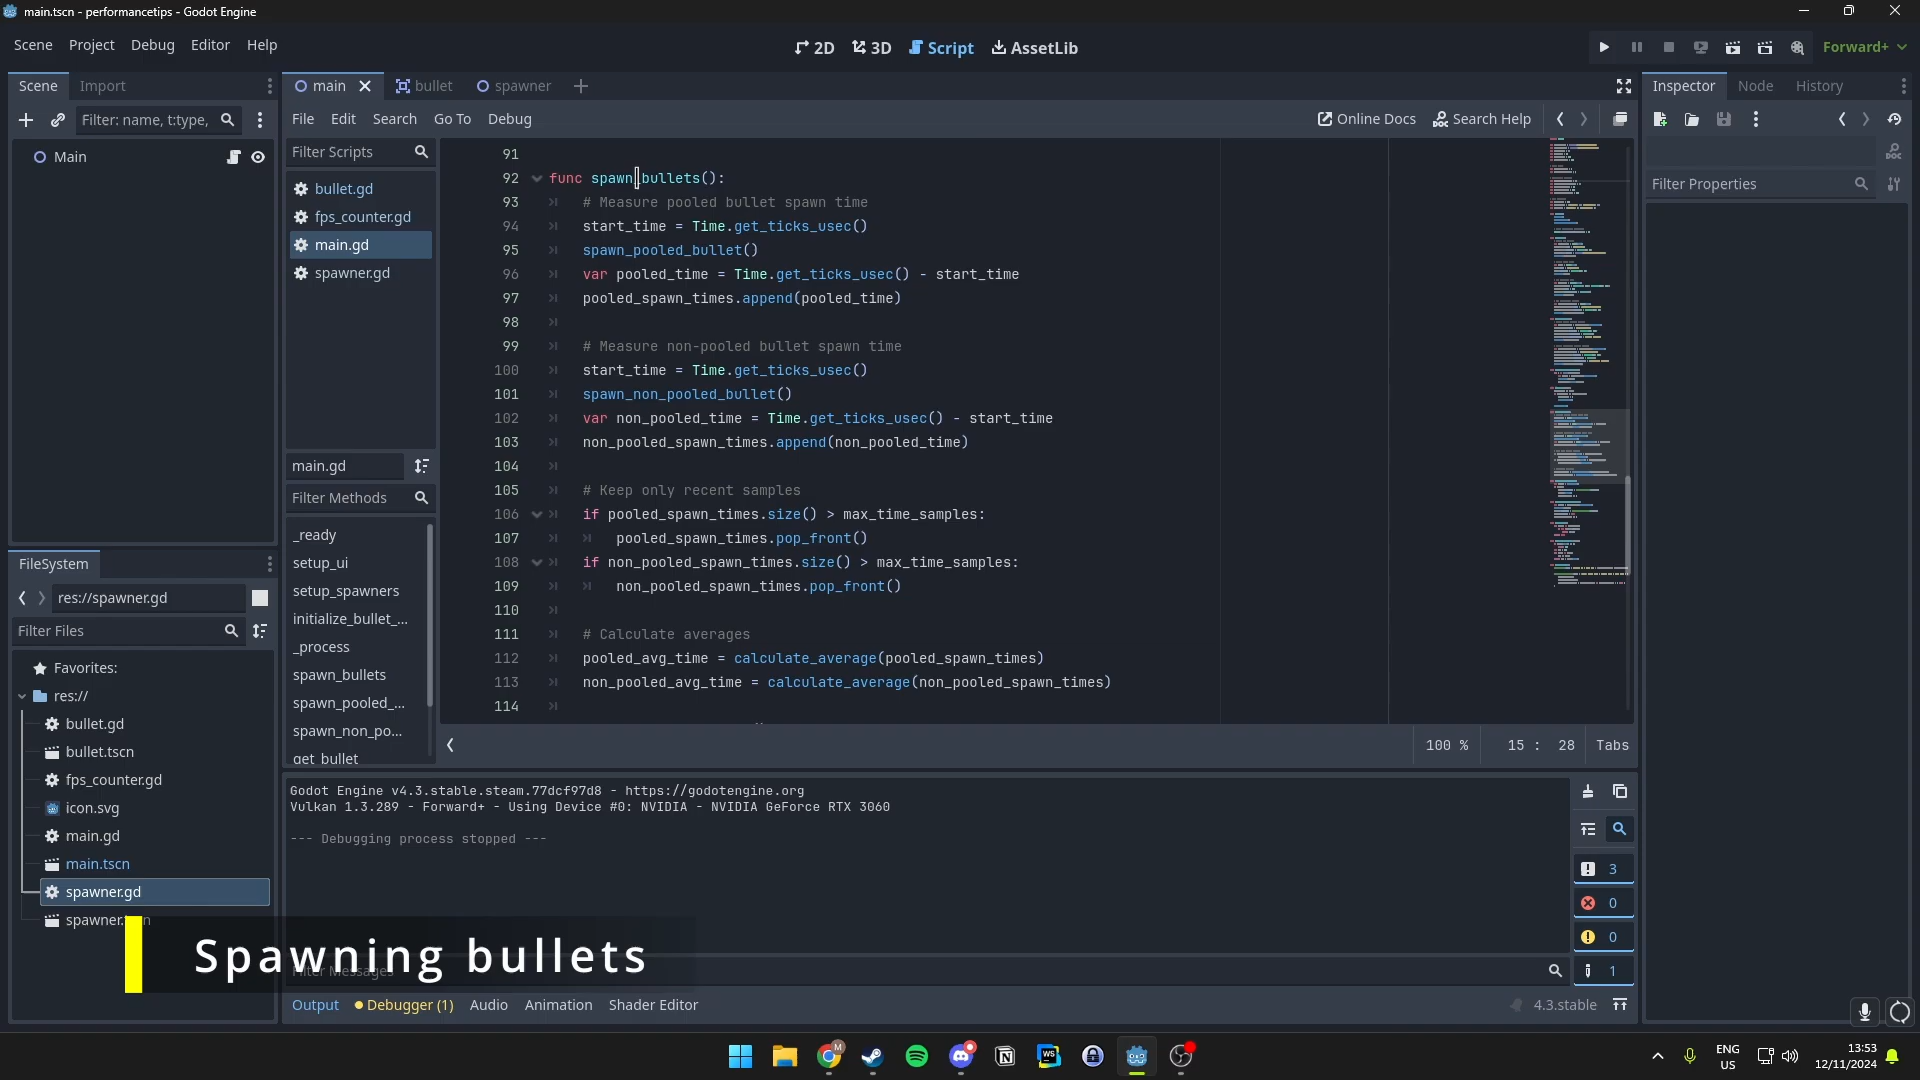 main.tscn - performancetips - Godot Engine
Scene Project Debug Editor Help
2D 3D Script AssetLib
Forward+
Scene Import
main bullet spawner
Inspector Node History
Filter: name, t:type,
File Edit Search Go To Debug
Online Docs Search Help
Main
Filter Scripts
bullet.gd
fps_counter.gd
main.gd
spawner.gd
main.gd
Filter Methods
_ready
setup_ui
setup_spawners
initialize_bullet_...
_process
spawn_bullets
spawn_pooled_...
spawn_non_po...
get_bullet
91
92 func spawn_bullets():
93 # Measure pooled bullet spawn time
94 start_time = Time.get_ticks_usec()
95 spawn_pooled_bullet()
96 var pooled_time = Time.get_ticks_usec() - start_time
97 pooled_spawn_times.append(pooled_time)
98
99 # Measure non-pooled bullet spawn time
100 start_time = Time.get_ticks_usec()
101 spawn_non_pooled_bullet()
102 var non_pooled_time = Time.get_ticks_usec() - start_time
103 non_pooled_spawn_times.append(non_pooled_time)
104
105 # Keep only recent samples
106 if pooled_spawn_times.size() > max_time_samples:
107 pooled_spawn_times.pop_front()
108 if non_pooled_spawn_times.size() > max_time_samples:
109 non_pooled_spawn_times.pop_front()
110
111 # Calculate averages
112 pooled_avg_time = calculate_average(pooled_spawn_times)
113 non_pooled_avg_time = calculate_average(non_pooled_spawn_times)
114
100 % 15 : 28 Tabs
Filter Properties
FileSystem
res://spawner.gd
Filter Files
Favorites:
res://
bullet.gd
bullet.tscn
fps_counter.gd
icon.svg
main.gd
main.tscn
spawner.gd
spawner.
Godot Engine v4.3.stable.steam.77dcf97d8 - https://godotengine.org
Vulkan 1.3.289 - Forward+ - Using Device #0: NVIDIA - NVIDIA GeForce RTX 3060
--- Debugging process stopped ---
3
0
0
1
Filter Messages
Spawning bullets
Output Debugger (1) Audio Animation Shader Editor
4.3.stable
M
WS
ENG
US
13:53
12/11/2024